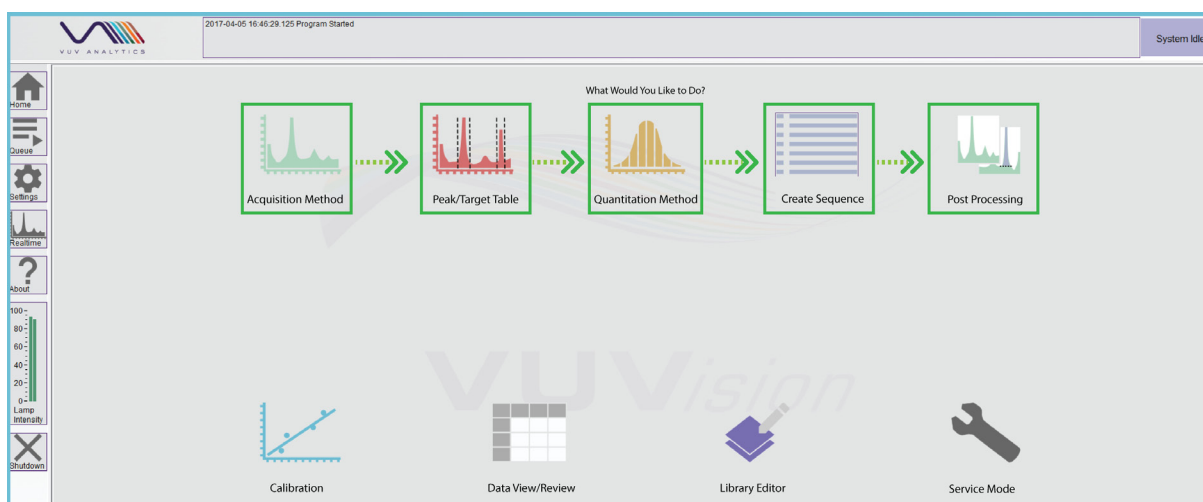 2017-04-05 16:46:29.125 Program Started
System Idle
VUV ANALYTICS
What Would You Like to Do?
Home
Queue
Settings
Realtime
About
100
80
60
40
20
0
Lamp
Intensity
Shutdown
Acquisition Method
Peak/Target Table
Quantitation Method
Create Sequence
Post Processing
VUVision
Calibration
Data View/Review
Library Editor
Service Mode